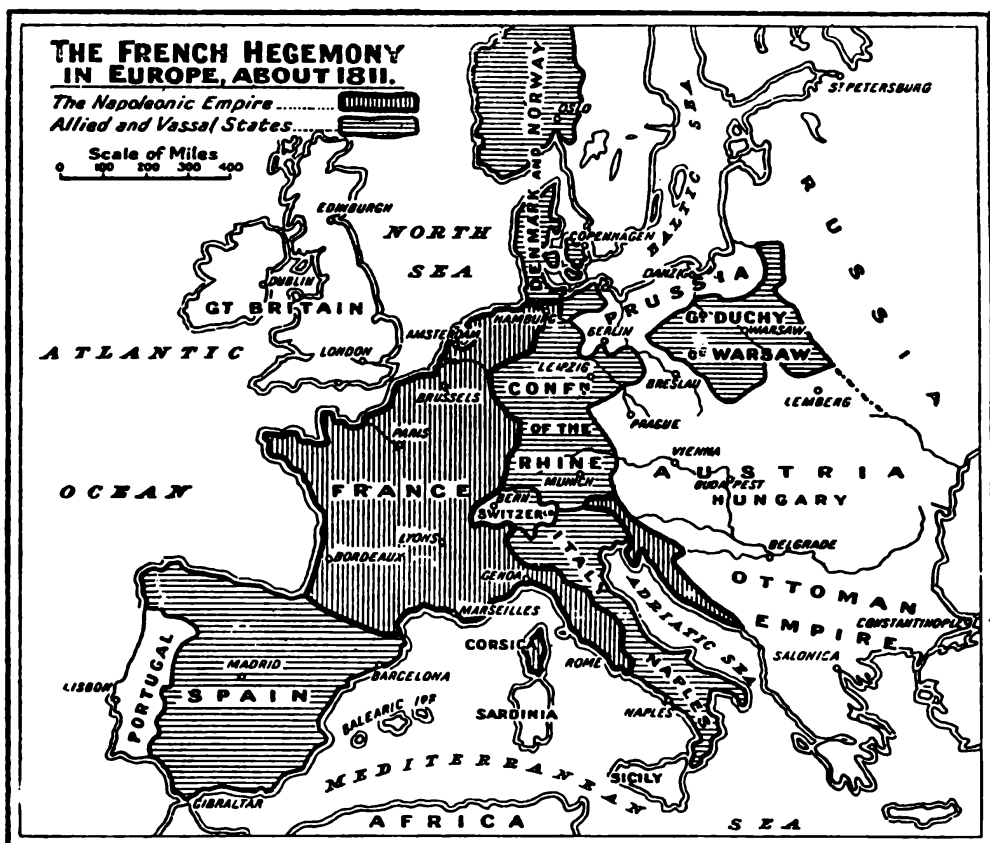 THE FRENCH HEGEMONY
IN EUROPE, ABOUT 1811.
The Napoleonic Empire
Allied and Vassal States
Scale of Miles
0 100 200 300 400
DENMARK AND NORWAY
OSLO
ST PETERSBURG
BALTIC SEA
RUSSIA
EDINBURGH
NORTH
SEA
COPENHAGEN
DUBLIN
GT BRITAIN
DANZIG
PRUSSIA
HAMBURG
BERLIN
GD DUCHY
WARSAW
OF WARSAW
ATLANTIC
OCEAN
LONDON
AMSTERDAM
BRUSSELS
LEIPZIG
CONFN
OF THE
RHINE
BRESLAU
LEMBERG
PRAGUE
PARIS
FRANCE
VIENNA
AUSTRIA
BUDAPEST
HUNGARY
MUNICH
BERN
SWITZERLD
LYONS
BORDEAUX
ITALY
GENOA
BELGRADE
OTTOMAN
EMPIRE
ADRIATIC SEA
CONSTANTINOPLE
MARSEILLES
CORSICA
ROME
SALONICA
PORTUGAL
MADRID
SPAIN
LISBON
BARCELONA
BALEARIC IOS
SARDINIA
NAPLES
NAPLES
SICILY
MEDITERRANEAN
SEA
GIBRALTAR
AFRICA